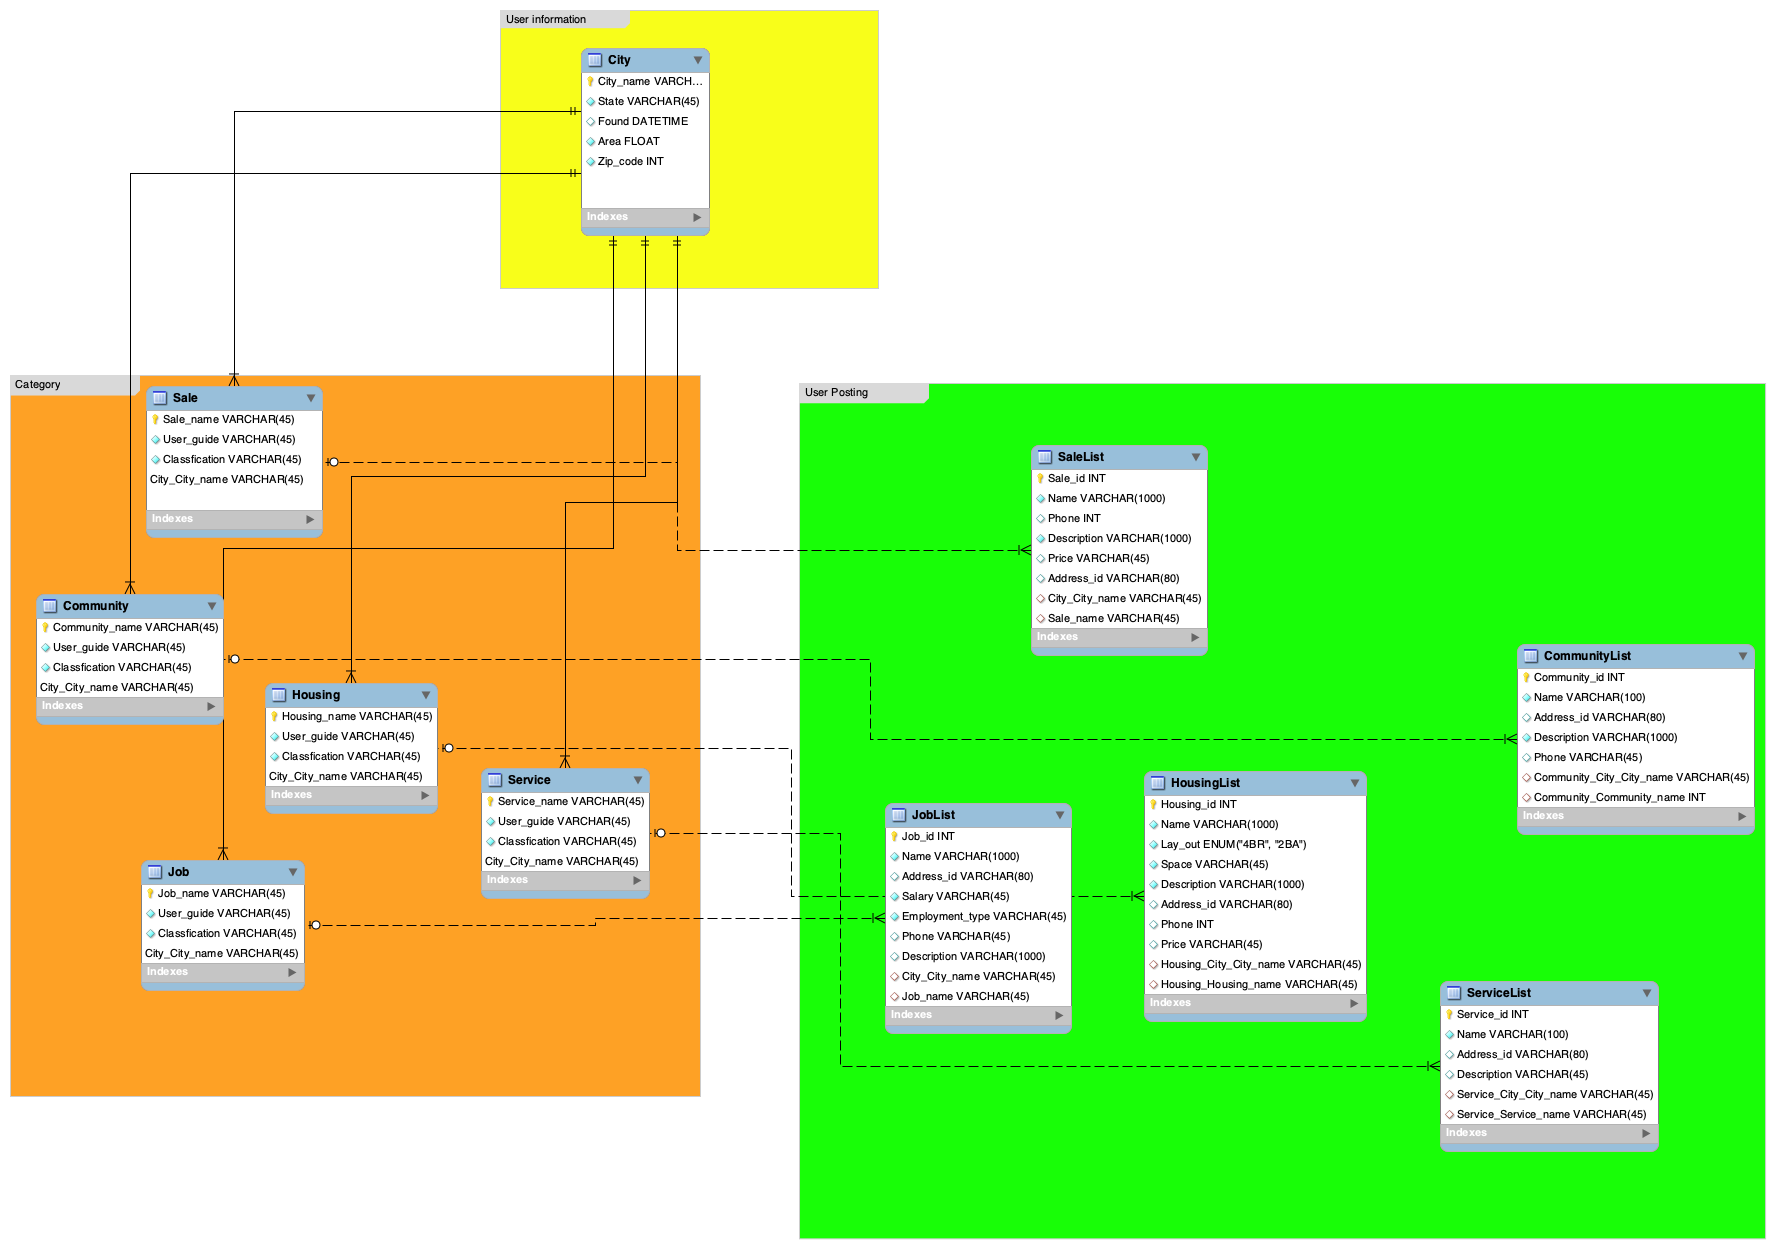 User information
City
City_name VARCH...
State VARCHAR(45)
Found DATETIME
Area FLOAT
Zip_code INT
Indexes
Category
Sale
Sale_name VARCHAR(45)
User_guide VARCHAR(45)
Classfication VARCHAR(45)
City_City_name VARCHAR(45)
Indexes
Community
Community_name VARCHAR(45)
User_guide VARCHAR(45)
Classfication VARCHAR(45)
City_City_name VARCHAR(45)
Indexes
Housing
Housing_name VARCHAR(45)
User_guide VARCHAR(45)
Classfication VARCHAR(45)
City_City_name VARCHAR(45)
Indexes
Service
Service_name VARCHAR(45)
User_guide VARCHAR(45)
Classfication VARCHAR(45)
City_City_name VARCHAR(45)
Indexes
Job
Job_name VARCHAR(45)
User_guide VARCHAR(45)
Classfication VARCHAR(45)
City_City_name VARCHAR(45)
Indexes
User Posting
SaleList
Sale_id INT
Name VARCHAR(1000)
Phone INT
Description VARCHAR(1000)
Price VARCHAR(45)
Address_id VARCHAR(80)
City_City_name VARCHAR(45)
Sale_name VARCHAR(45)
Indexes
CommunityList
Community_id INT
Name VARCHAR(100)
Address_id VARCHAR(80)
Description VARCHAR(1000)
Phone VARCHAR(45)
Community_City_City_name VARCHAR(45)
Community_Community_name INT
Indexes
HousingList
Housing_id INT
Name VARCHAR(1000)
Lay_out ENUM("4BR", "2BA")
Space VARCHAR(45)
Description VARCHAR(1000)
Address_id VARCHAR(80)
Phone INT
Price VARCHAR(45)
Housing_City_City_name VARCHAR(45)
Housing_Housing_name VARCHAR(45)
Indexes
JobList
Job_id INT
Name VARCHAR(1000)
Address_id VARCHAR(80)
Salary VARCHAR(45)
Employment_type VARCHAR(45)
Phone VARCHAR(45)
Description VARCHAR(1000)
City_City_name VARCHAR(45)
Job_name VARCHAR(45)
Indexes
ServiceList
Service_id INT
Name VARCHAR(100)
Address_id VARCHAR(80)
Description VARCHAR(45)
Service_City_City_name VARCHAR(45)
Service_Service_name VARCHAR(45)
Indexes